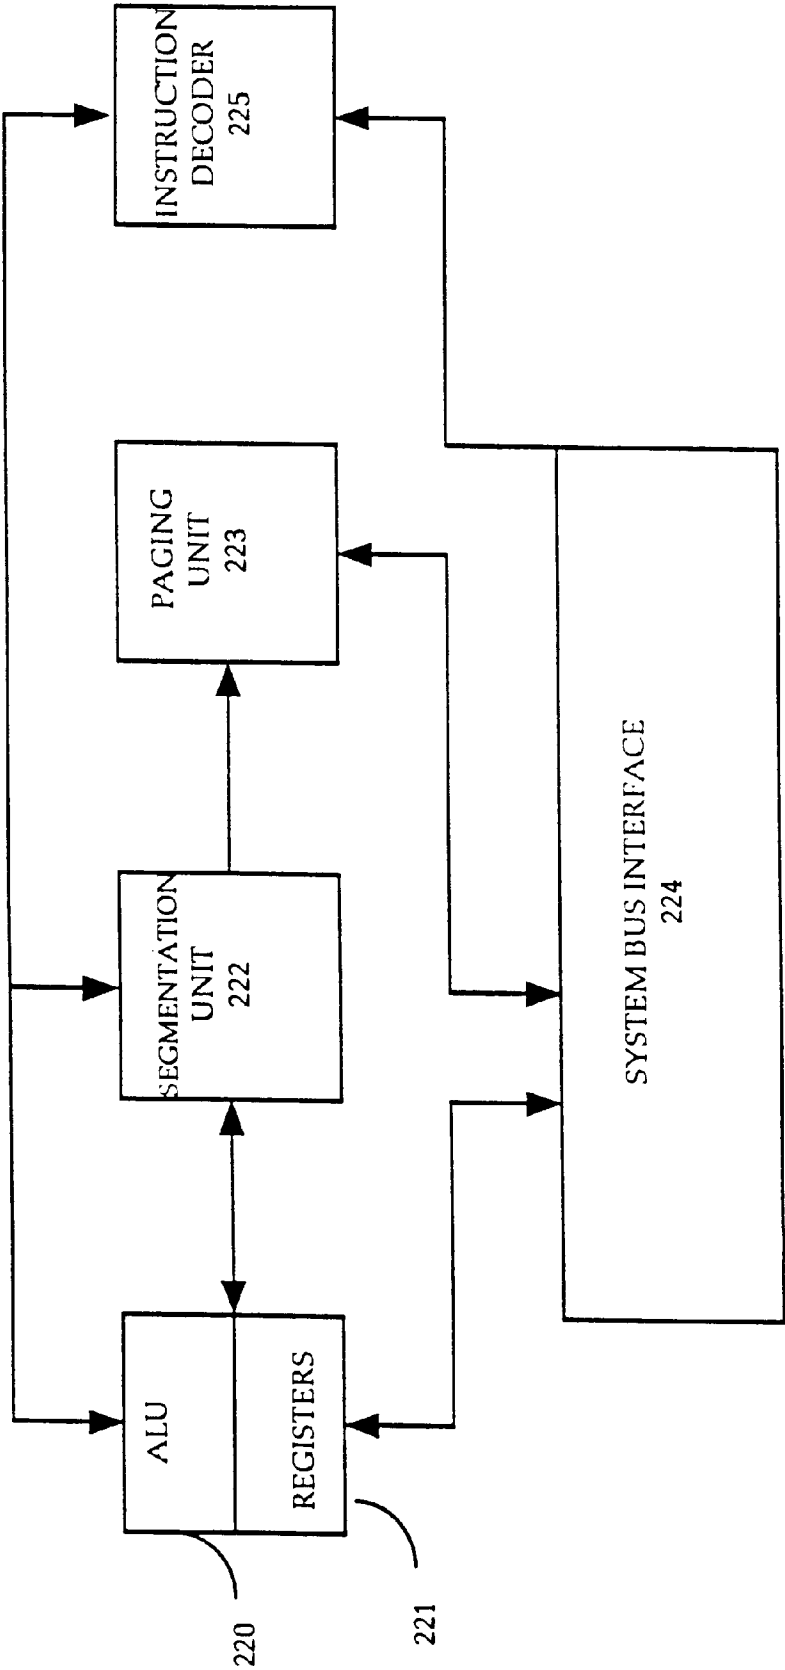 ALU
REGISTERS
220
221
SEGMENTATION
UNIT
222
PAGING
UNIT
223
INSTRUCTION
DECODER
225
SYSTEM BUS INTERFACE
224